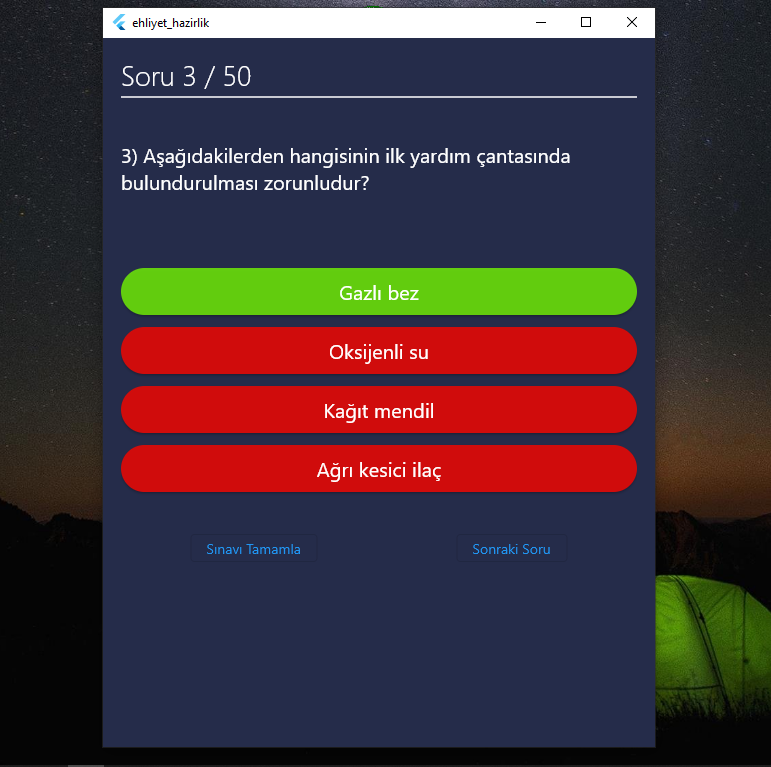 ehliyet_hazirlik
Soru 3 / 50
3) Aşağıdakilerden hangisinin ilk yardım çantasında
bulundurulması zorunludur?
Gazlı bez
Oksijenli su
Kağıt mendil
Ağrı kesici ilaç
Sınavı Tamamla
Sonraki Soru